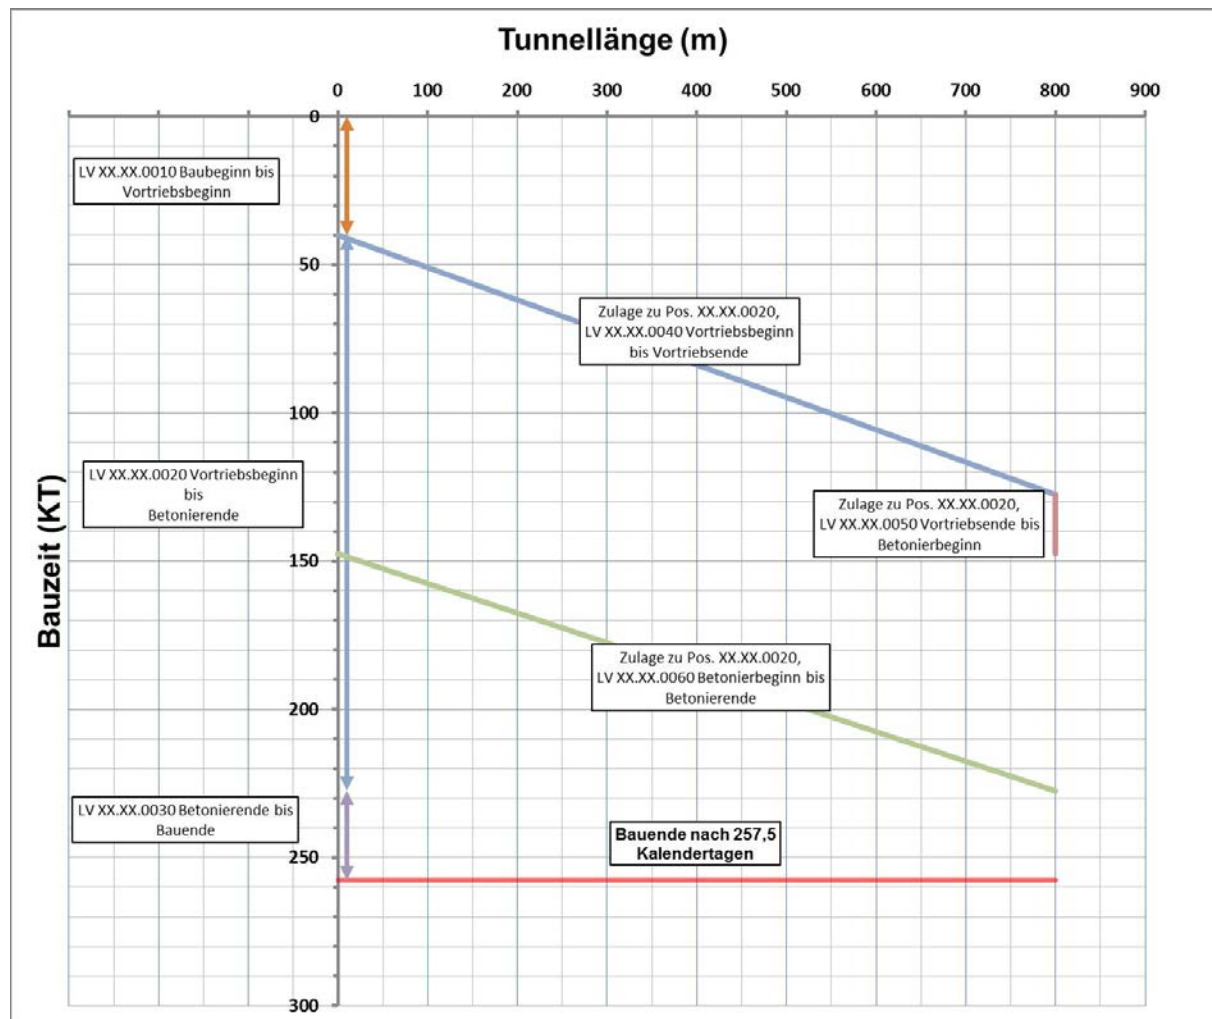 Tunnellänge (m)
0 100 200 300 400 500 600 700 800 900
0
LV XX.XX.0010 Baubeginn bis
Vortriebsbeginn
50
Zulage zu Pos. XX.XX.0020,
LV XX.XX.0040 Vortriebsbeginn
bis Vortriebsende
100
LV XX.XX.0020 Vortriebsbeginn
bis
Betonierende
Zulage zu Pos. XX.XX.0020,
LV XX.XX.0050 Vortriebsende bis
Betonierbeginn
Bauzeit (KT)
150
Zulage zu Pos. XX.XX.0020,
LV XX.XX.0060 Betonierbeginn bis
Betonierende
200
LV XX.XX.0030 Betonierende bis
Bauende
Bauende nach 257,5
Kalendertagen
250
300